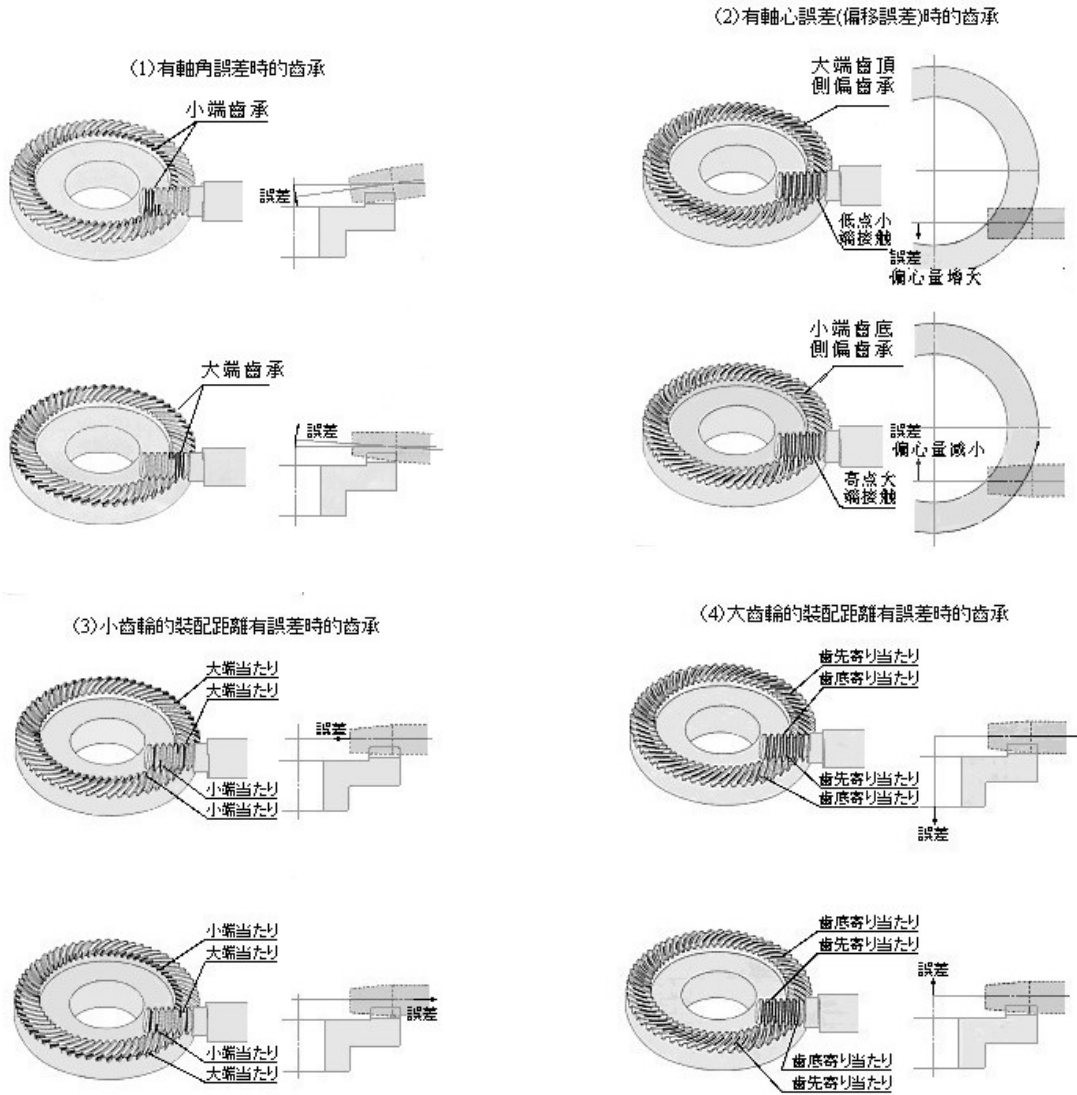 (1)有軸角誤差時的齒承
小端齒承
誤差
大端齒承
誤差
(2)有軸心誤差(偏移誤差)時的齒承
大端齒頂
側偏齒承
低点小
端接触
誤差
偏心量增大
小端齒底
側偏齒承
誤差
偏心量減小
高点大
端接触
(3)小齒輪的裝配距離有誤差時的齒承
大端当たり
大端当たり
誤差
小端当たり
小端当たり
小端当たり
大端当たり
誤差
小端当たり
大端当たり
(4)大齒輪的裝配距離有誤差時的齒承
歯先寄り当たり
歯底寄り当たり
歯先寄り当たり
歯底寄り当たり
誤差
歯底寄り当たり
歯先寄り当たり
誤差
歯底寄り当たり
歯先寄り当たり